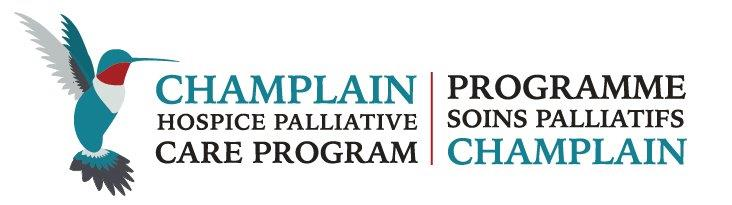 CHAMPLAIN
HOSPICE PALLIATIVE
CARE PROGRAM
PROGRAMME
SOINS PALLIATIFS
CHAMPLAIN